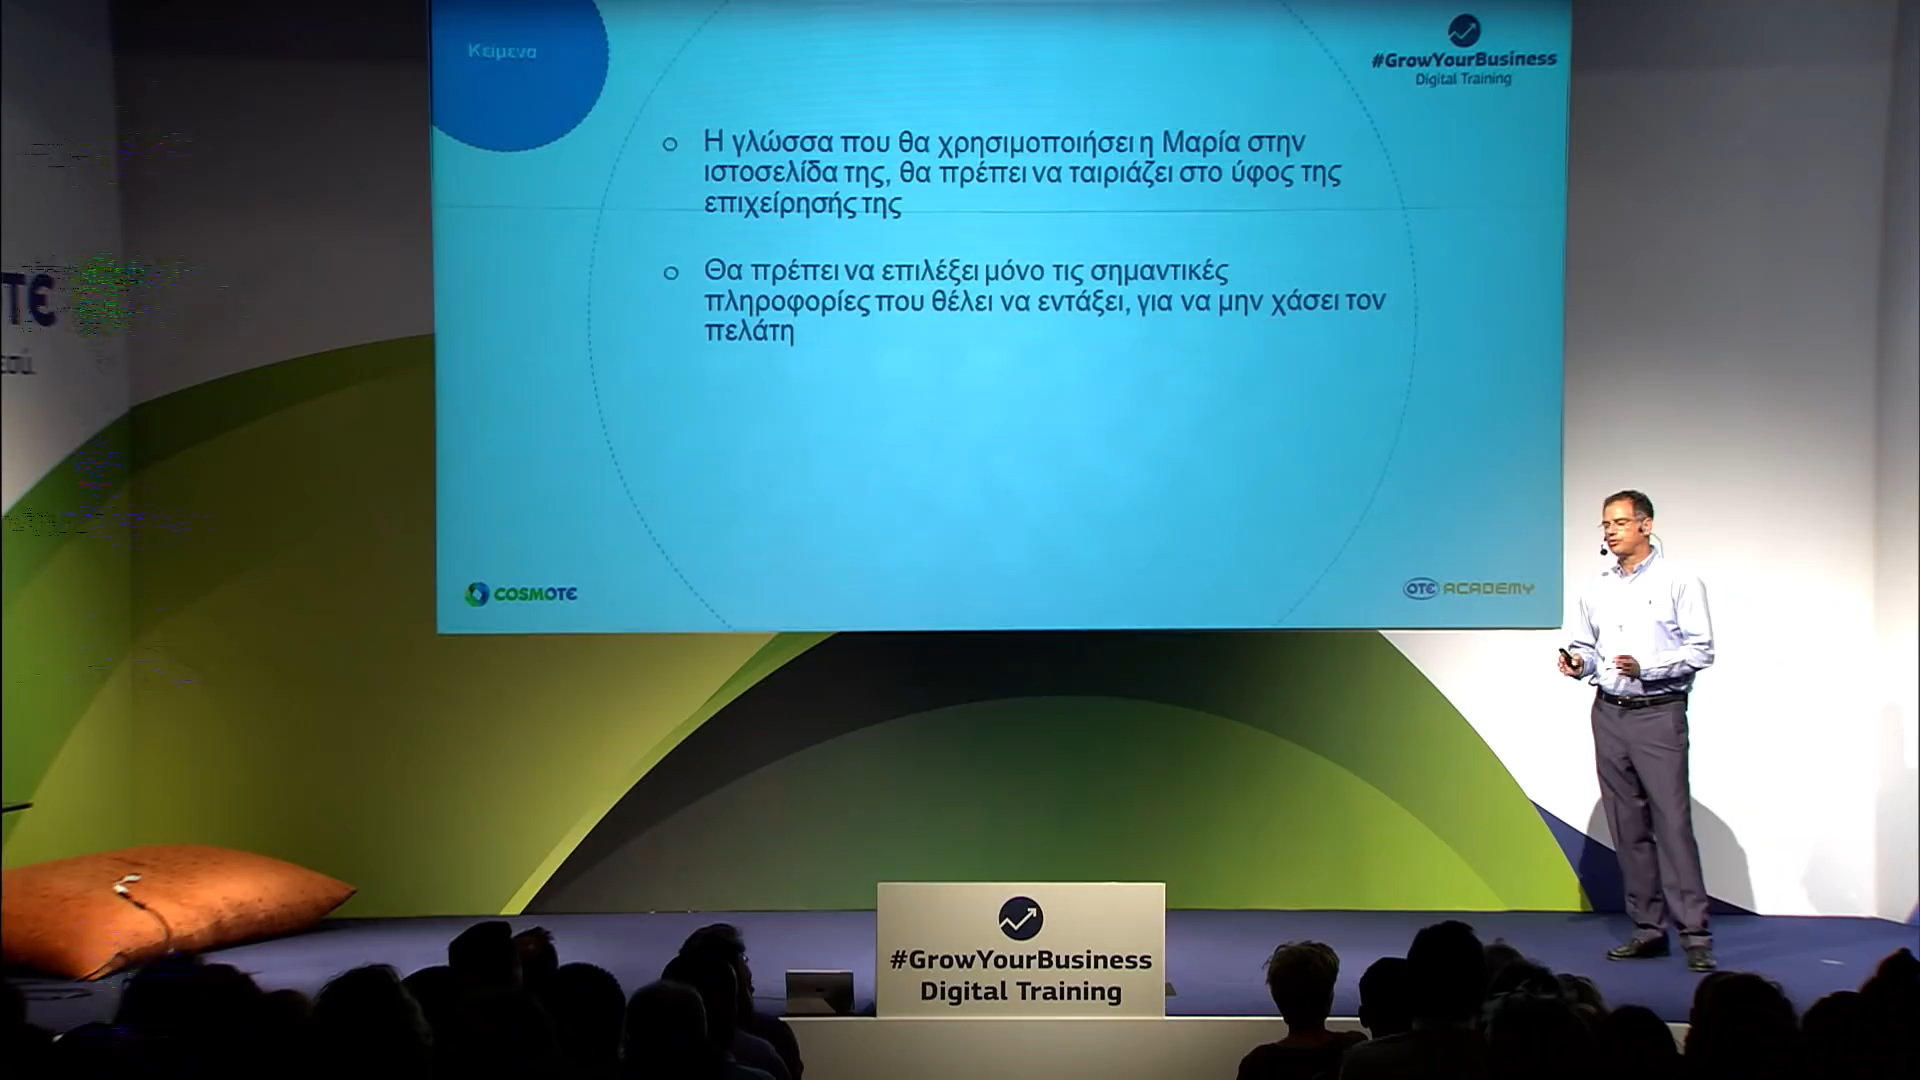 Κείμενα
#GrowYourBusiness
Digital Training
Η γλώσσα που θα χρησιμοποιήσει η Μαρία στην
ιστοσελίδα της, θα πρέπει να ταιριάζει στο ύφος της
επιχείρησής της
Θα πρέπει να επιλέξει μόνο τις σημαντικές
πληροφορίες που θέλει να εντάξει, για να μην χάσει τον
πελάτη
COSMOTE
OTE ACADEMY
#GrowYourBusiness
Digital Training